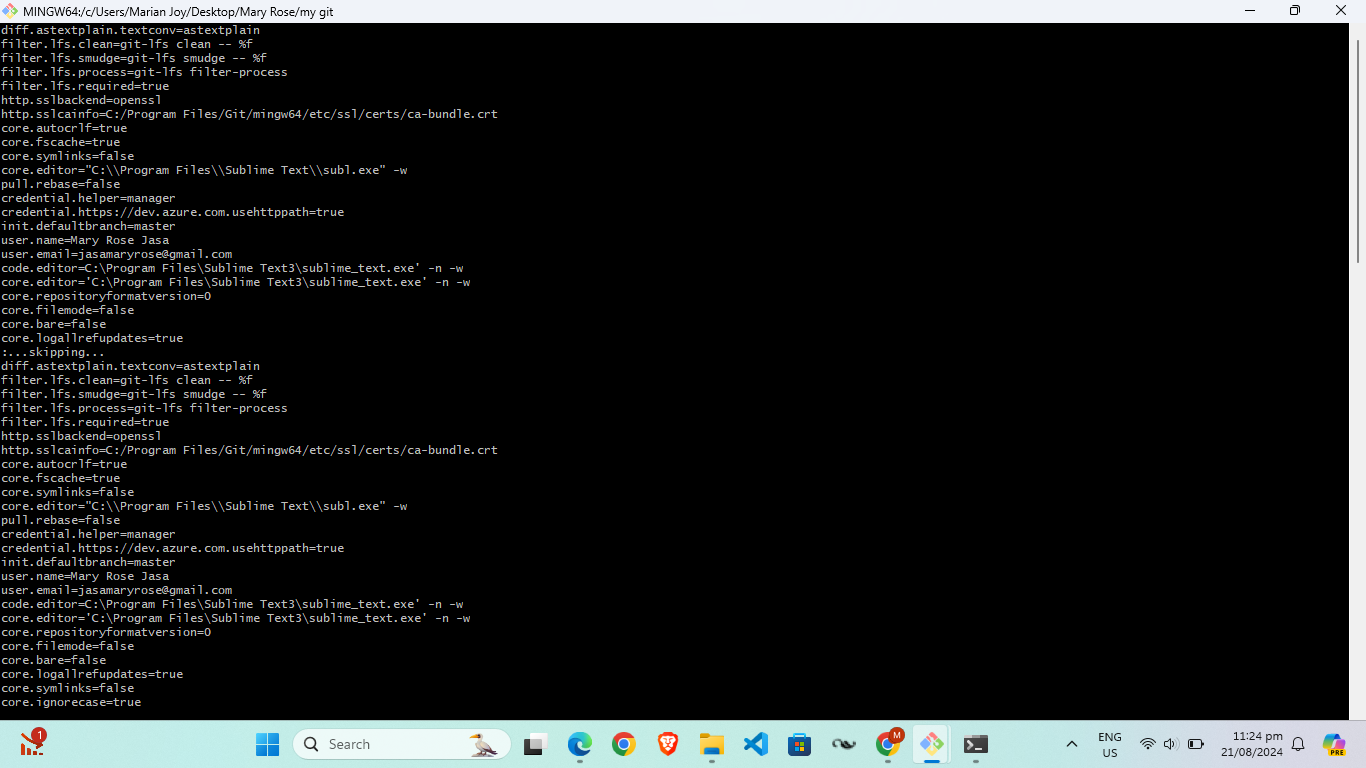 MINGW64:/c/Users/Marian Joy/Desktop/Mary Rose/my git
diff.astextplain.textconv=astextplain
filter.lfs.clean=git-lfs clean -- %f
filter.lfs.smudge=git-lfs smudge -- %f
filter.lfs.process=git-lfs filter-process
filter.lfs.required=true
http.sslbackend=openssl
http.sslcainfo=C:/Program Files/Git/mingw64/etc/ssl/certs/ca-bundle.crt
core.autocrlf=true
core.fscache=true
core.symlinks=false
core.editor="C:\\Program Files\\Sublime Text\\subl.exe" -w
pull.rebase=false
credential.helper=manager
credential.https://dev.azure.com.usehttppath=true
init.defaultbranch=master
user.name=Mary Rose Jasa
user.email=jasamaryrose@gmail.com
code.editor=C:\Program Files\Sublime Text3\sublime_text.exe' -n -w
core.editor='C:\Program Files\Sublime Text3\sublime_text.exe' -n -w
core.repositoryformatversion=0
core.filemode=false
core.bare=false
core.logallrefupdates=true
:...skipping...
diff.astextplain.textconv=astextplain
filter.lfs.clean=git-lfs clean -- %f
filter.lfs.smudge=git-lfs smudge -- %f
filter.lfs.process=git-lfs filter-process
filter.lfs.required=true
http.sslbackend=openssl
http.sslcainfo=C:/Program Files/Git/mingw64/etc/ssl/certs/ca-bundle.crt
core.autocrlf=true
core.fscache=true
core.symlinks=false
core.editor="C:\\Program Files\\Sublime Text\\subl.exe" -w
pull.rebase=false
credential.helper=manager
credential.https://dev.azure.com.usehttppath=true
init.defaultbranch=master
user.name=Mary Rose Jasa
user.email=jasamaryrose@gmail.com
code.editor=C:\Program Files\Sublime Text3\sublime_text.exe' -n -w
core.editor='C:\Program Files\Sublime Text3\sublime_text.exe' -n -w
core.repositoryformatversion=0
core.filemode=false
core.bare=false
core.logallrefupdates=true
core.symlinks=false
core.ignorecase=true
1
Search
M
ENG
US
11:24 pm
21/08/2024
PRE